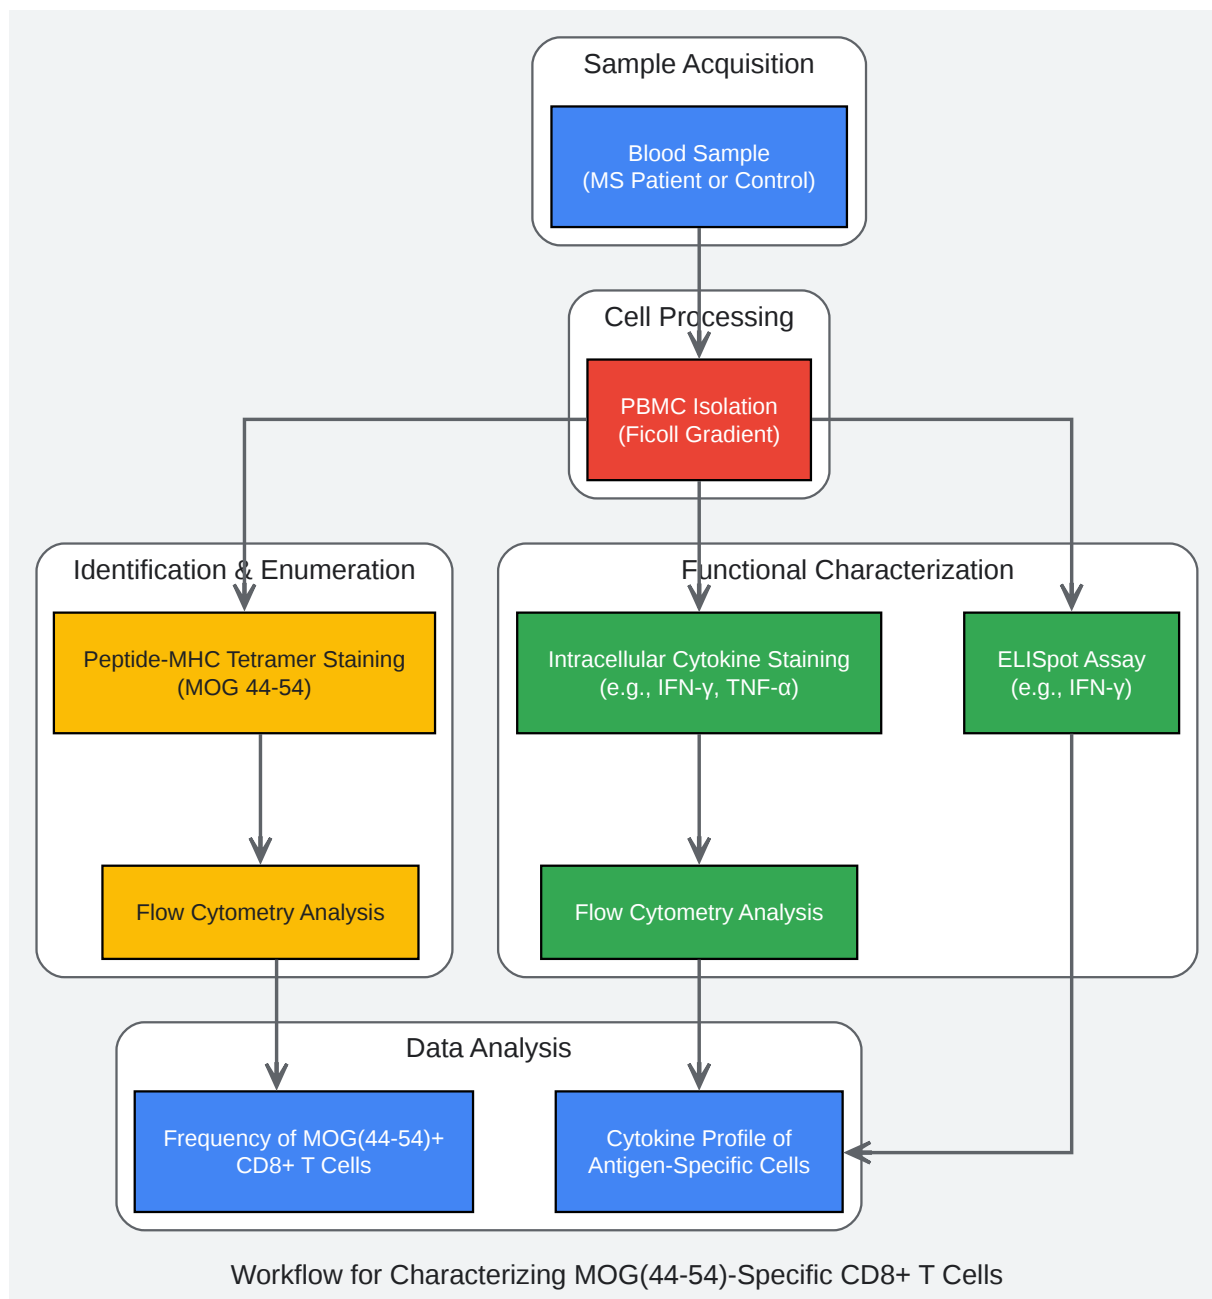 Sample Acquisition
Blood Sample
(MS Patient or Control)
Cell Processing
PBMC Isolation
(Ficoll Gradient)
Identification & Enumeration
Peptide-MHC Tetramer Staining
(MOG 44-54)
Flow Cytometry Analysis
Functional Characterization
Intracellular Cytokine Staining
(e.g., IFN-γ, TNF-α)
ELISpot Assay
(e.g., IFN-γ)
Flow Cytometry Analysis
Data Analysis
Frequency of MOG(44-54)+
CD8+ T Cells
Cytokine Profile of
Antigen-Specific Cells
Workflow for Characterizing MOG(44-54)-Specific CD8+ T Cells